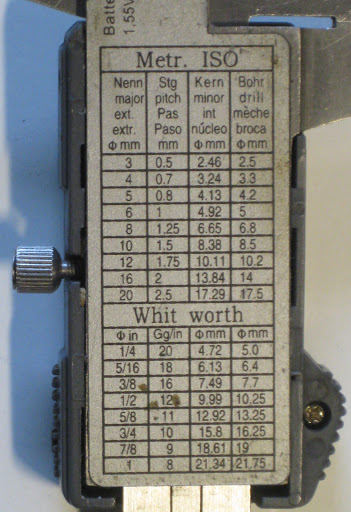 Batte
1.55V
Metr. ISO
Nenn Stg Kern Bohr
major pitch minor drill
ext. Pas int mèche
extr. Paso núcleo broca
Φ mm mm Φ mm Φ mm
3 0.5 2.46 2.5
4 0.7 3.24 3.3
5 0.8 4.13 4.2
6 1 4.92 5
8 1.25 6.65 6.8
10 1.5 8.38 8.5
12 1.75 10.11 10.2
16 2 13.84 14
20 2.5 17.29 17.5
Whit worth
Φ in Gg/in Φ mm Φ mm
1/4 20 4.72 5.0
5/16 18 6.13 6.4
3/8 16 7.49 7.7
1/2 12 9.99 10.25
5/8 11 12.92 13.25
3/4 10 15.8 16.25
7/8 9 18.61 19
1 8 21.34 21.75